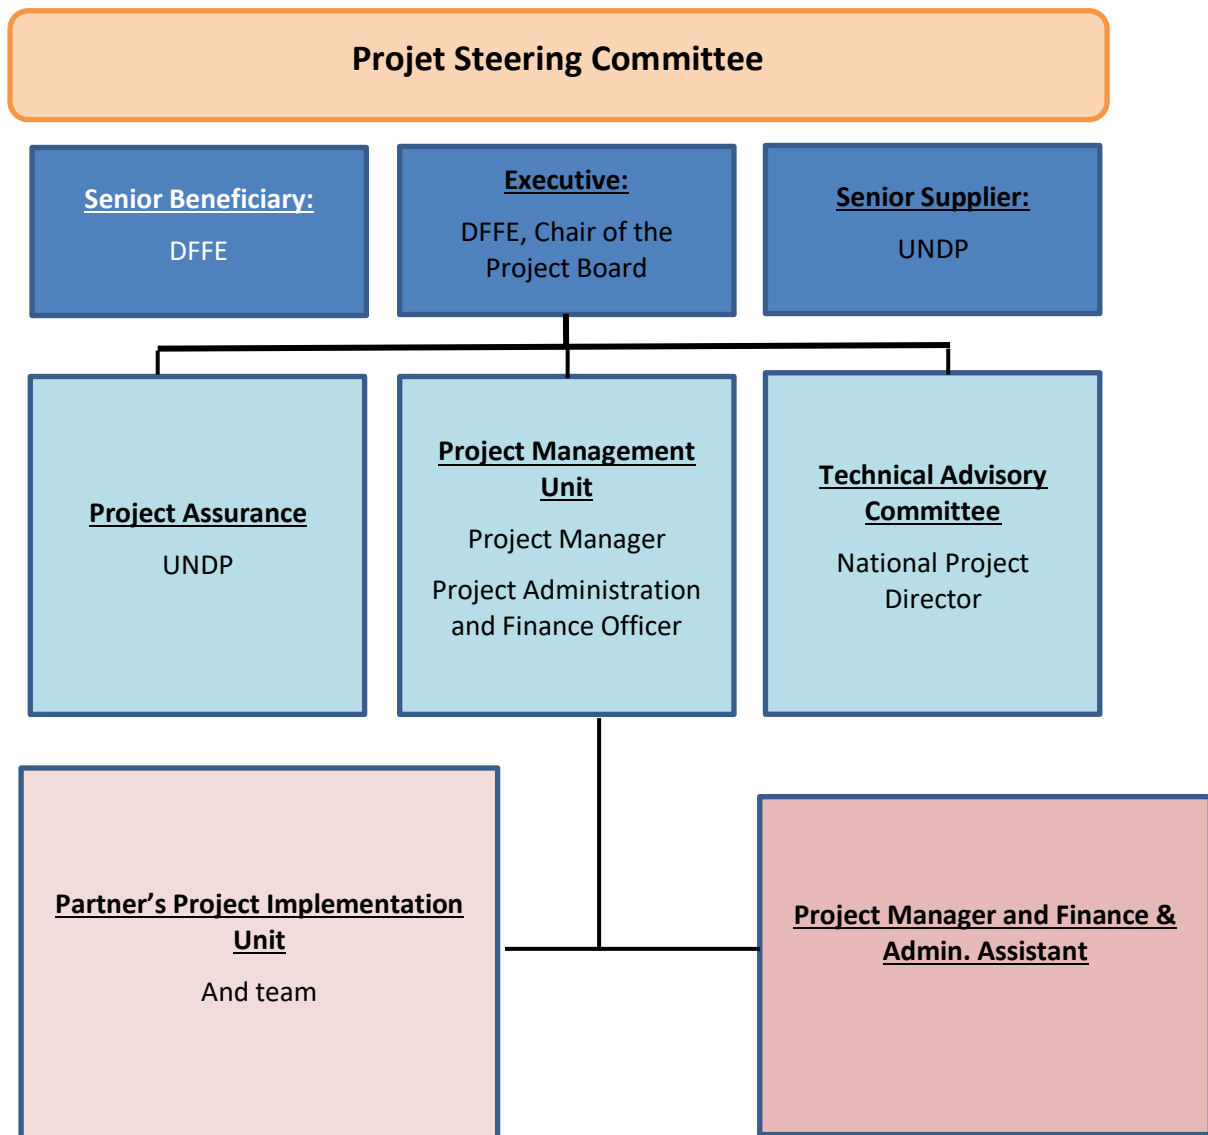 Projet Steering Committee
Senior Beneficiary:
DFFE
Executive:
DFFE, Chair of the
Project Board
Senior Supplier:
UNDP
Project Assurance
UNDP
Project Management
Unit
Project Manager
Project Administration
and Finance Officer
Technical Advisory
Committee
National Project
Director
Partner’s Project Implementation
Unit
And team
Project Manager and Finance &
Admin. Assistant